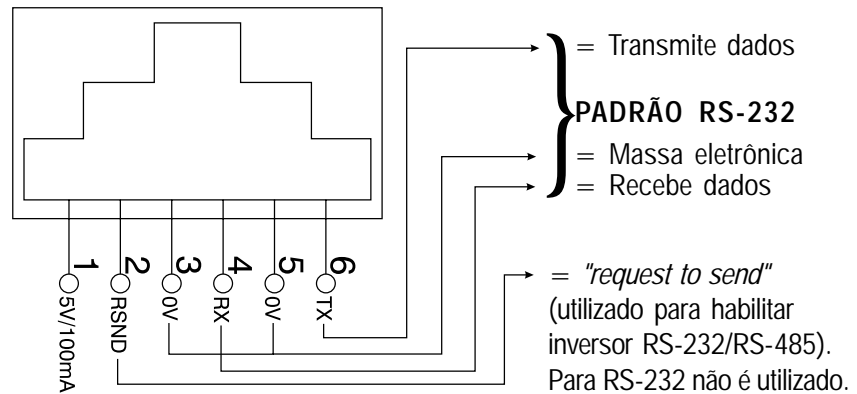 = Transmite dados
PADRÃO RS-232
= Massa eletrônica
= Recebe dados
1 2 3 4 5 6
5V/100mA
RSND
0V
RX
0V
TX
= "request to send"
(utilizado para habilitar
inversor RS-232/RS-485).
Para RS-232 não é utilizado.